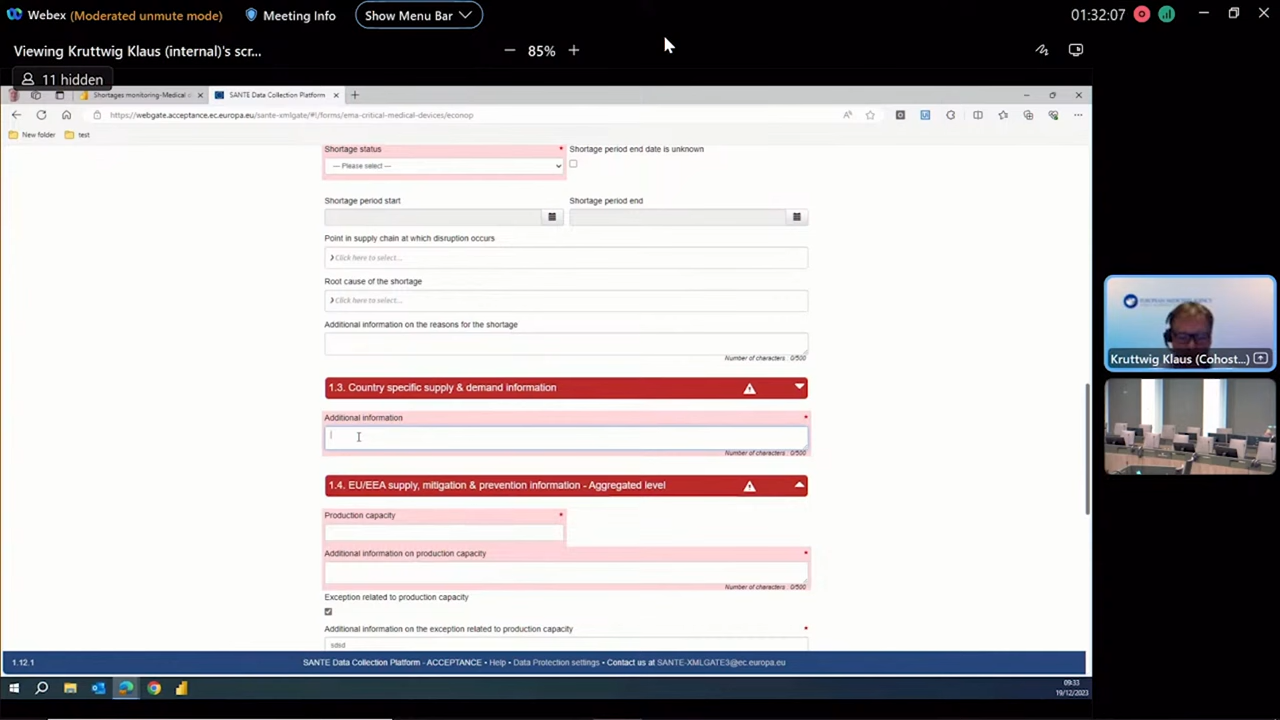 Webex (Moderated unmute mode) Meeting Info Show Menu Bar 01:32:07
Viewing Kruttwig Klaus (internal)'s scr... 85%
11 hidden
Shortages monitoring-Medical SANTE Data Collection Platform
https://webgate.acceptance.ec.europa.eu/sante-xmlgate/#!/forms/ema-critical-medical-devices/econop
New folder test
Shortage status * Shortage period end date is unknown
--- Please select ---
Shortage period start Shortage period end
Point in supply chain at which disruption occurs
Click here to select...
Root cause of the shortage
Click here to select...
Additional information on the reasons for the shortage
Number of characters : 0/500
1.3. Country specific supply & demand information
Additional information *
Number of characters : 0/500
1.4. EU/EEA supply, mitigation & prevention information - Aggregated level
Production capacity *
Additional information on production capacity *
Number of characters : 0/500
Exception related to production capacity
Additional information on the exception related to production capacity *
sdsd
1.12.1 SANTE Data Collection Platform - ACCEPTANCE • Help • Data Protection settings • Contact us at SANTE-XMLGATE3@ec.europa.eu
09:33
19/12/2023
Kruttwig Klaus (Cohost...)